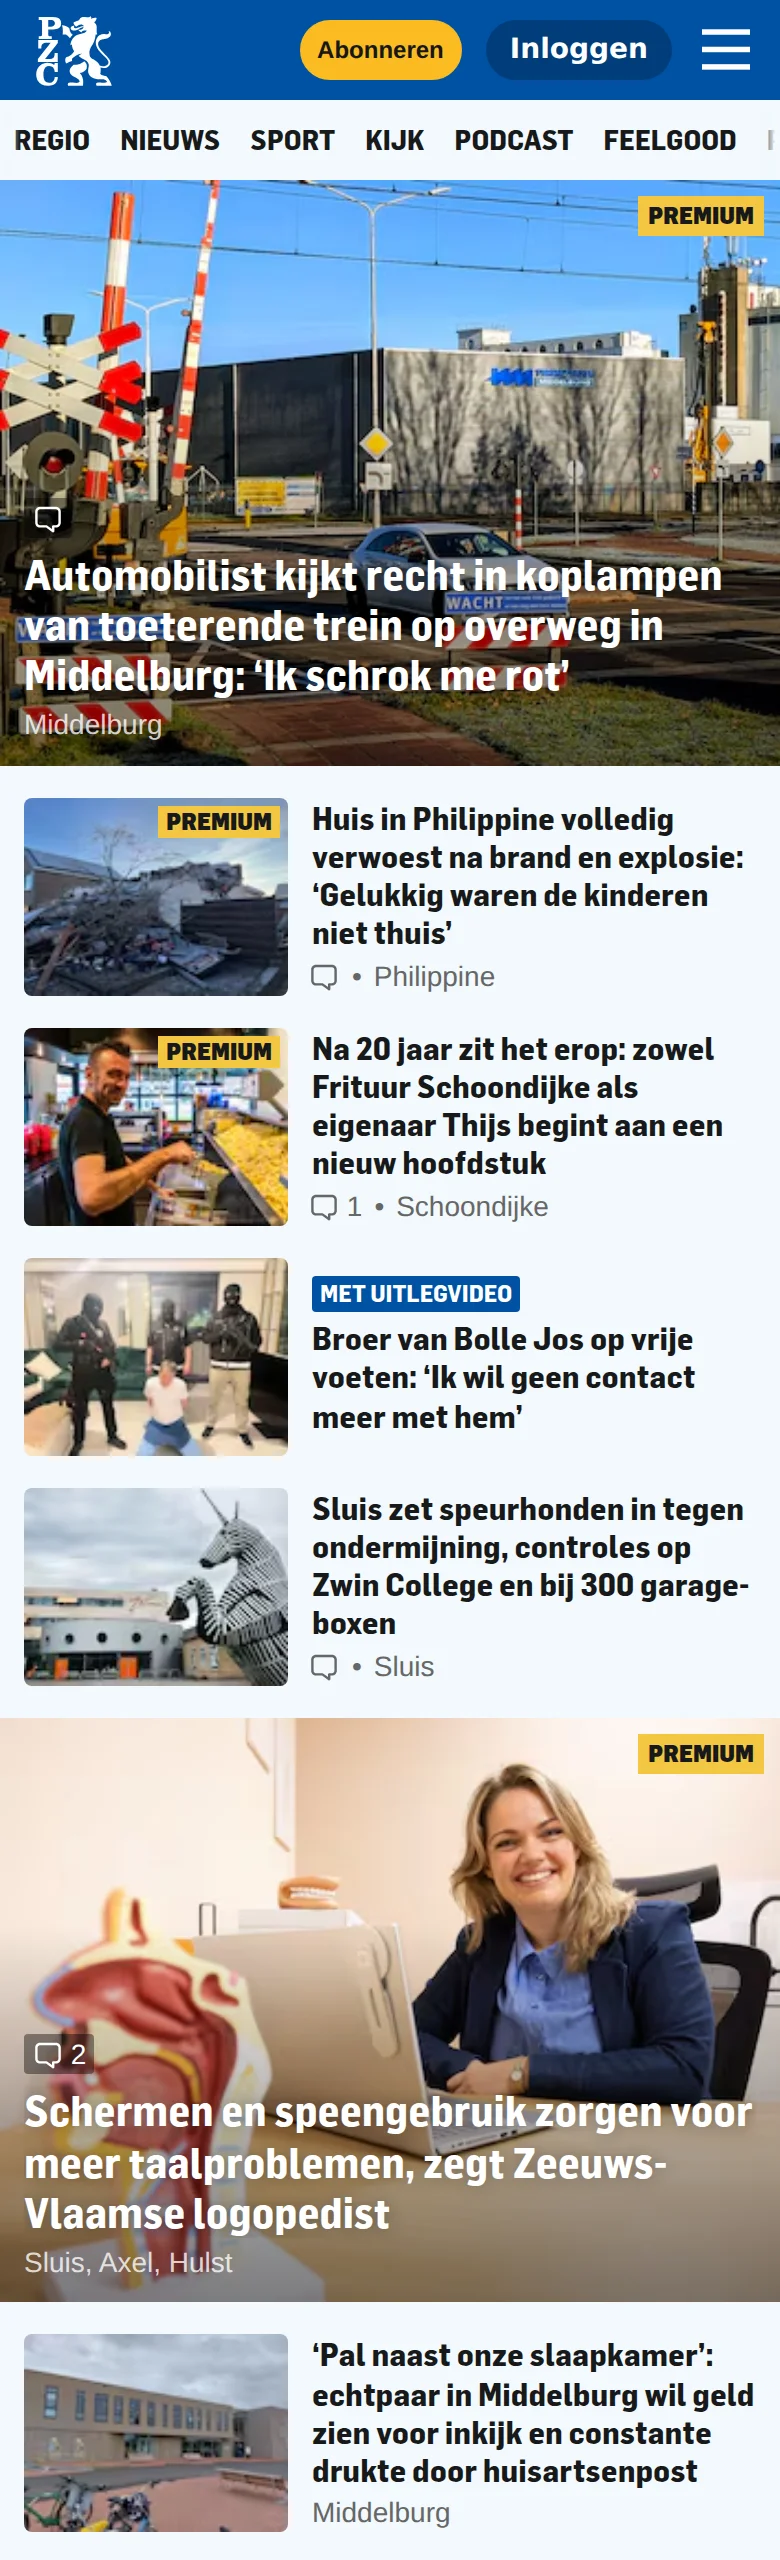 PZC
Abonneren
Inloggen
REGIO NIEUWS SPORT KIJK PODCAST FEELGOOD
PREMIUM
WACHT
Automobilist kijkt recht in koplampen
van toeterende trein op overweg in
Middelburg: ‘Ik schrok me rot’
Middelburg
PREMIUM
Huis in Philippine volledig
verwoest na brand en explosie:
‘Gelukkig waren de kinderen
niet thuis’
• Philippine
PREMIUM
Na 20 jaar zit het erop: zowel
Frituur Schoondijke als
eigenaar Thijs begint aan een
nieuw hoofdstuk
1 • Schoondijke
MET UITLEGVIDEO
Broer van Bolle Jos op vrije
voeten: ‘Ik wil geen contact
meer met hem’
Sluis zet speurhonden in tegen
ondermijning, controles op
Zwin College en bij 300 garage-
boxen
• Sluis
PREMIUM
2
Schermen en speengebruik zorgen voor
meer taalproblemen, zegt Zeeuws-
Vlaamse logopedist
Sluis, Axel, Hulst
‘Pal naast onze slaapkamer’:
echtpaar in Middelburg wil geld
zien voor inkijk en constante
drukte door huisartsenpost
Middelburg